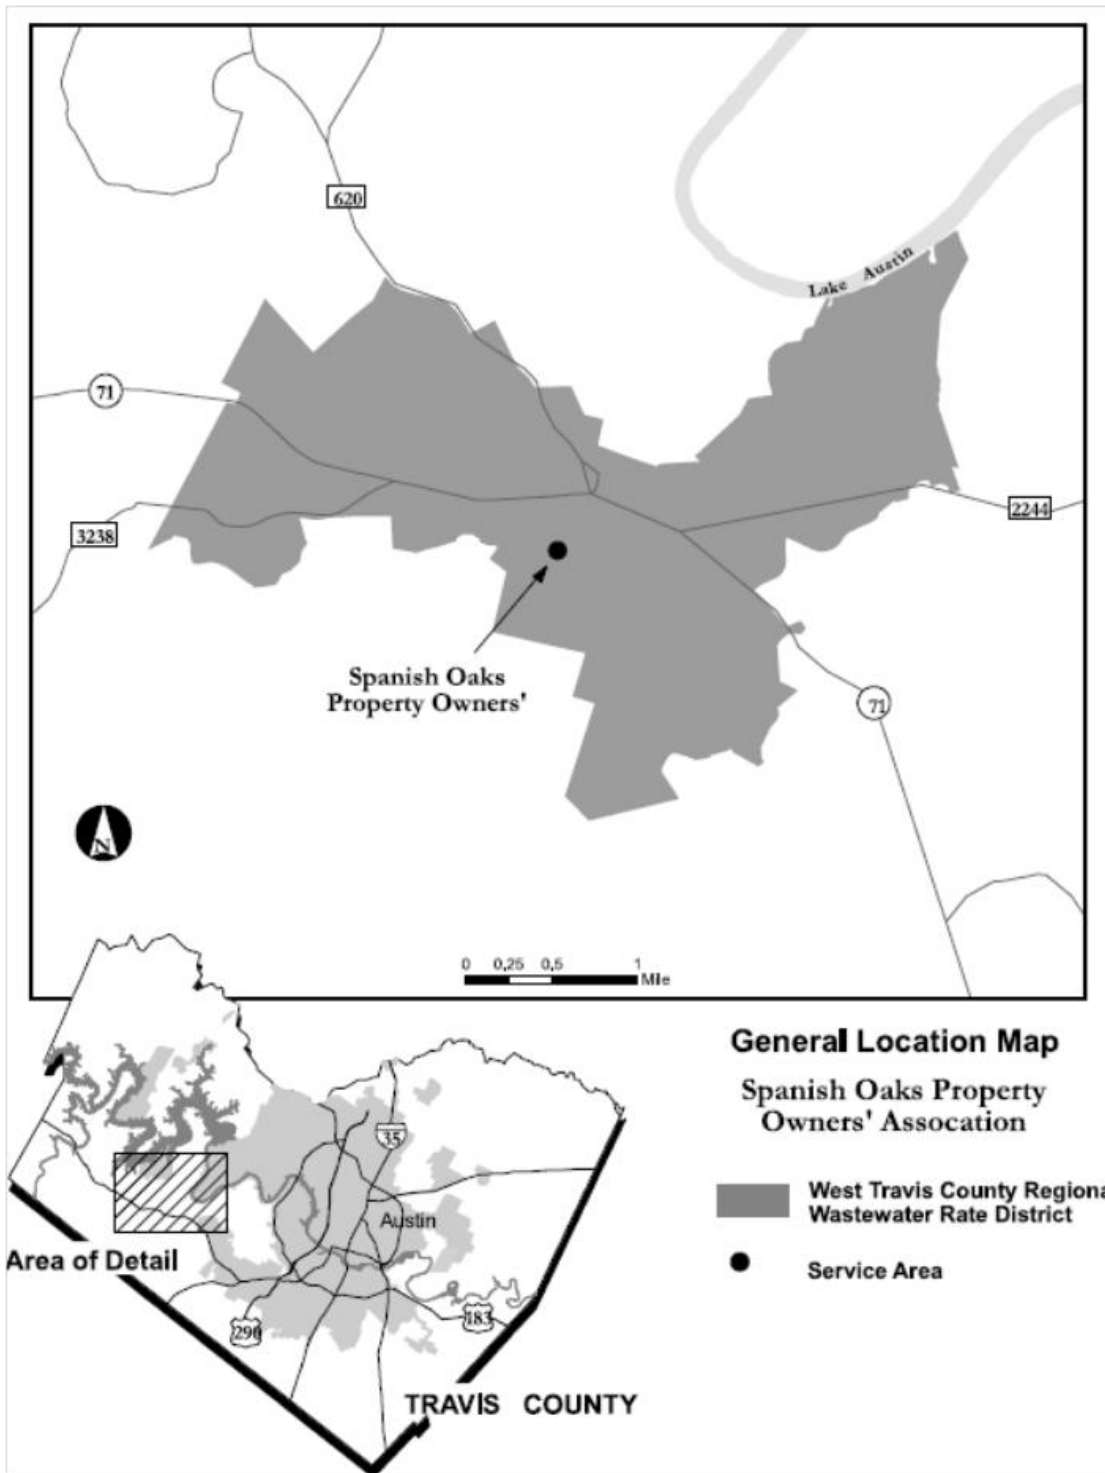 620
Lake Austin
71
2244
3238
Spanish Oaks
Property Owners'
71
N
0 0,25 0,5 1
Mile
General Location Map
Spanish Oaks Property
Owners' Assocation
35
West Travis County Regiona
Wastewater Rate District
Austin
Area of Detail
Service Area
290
183
TRAVIS COUNTY